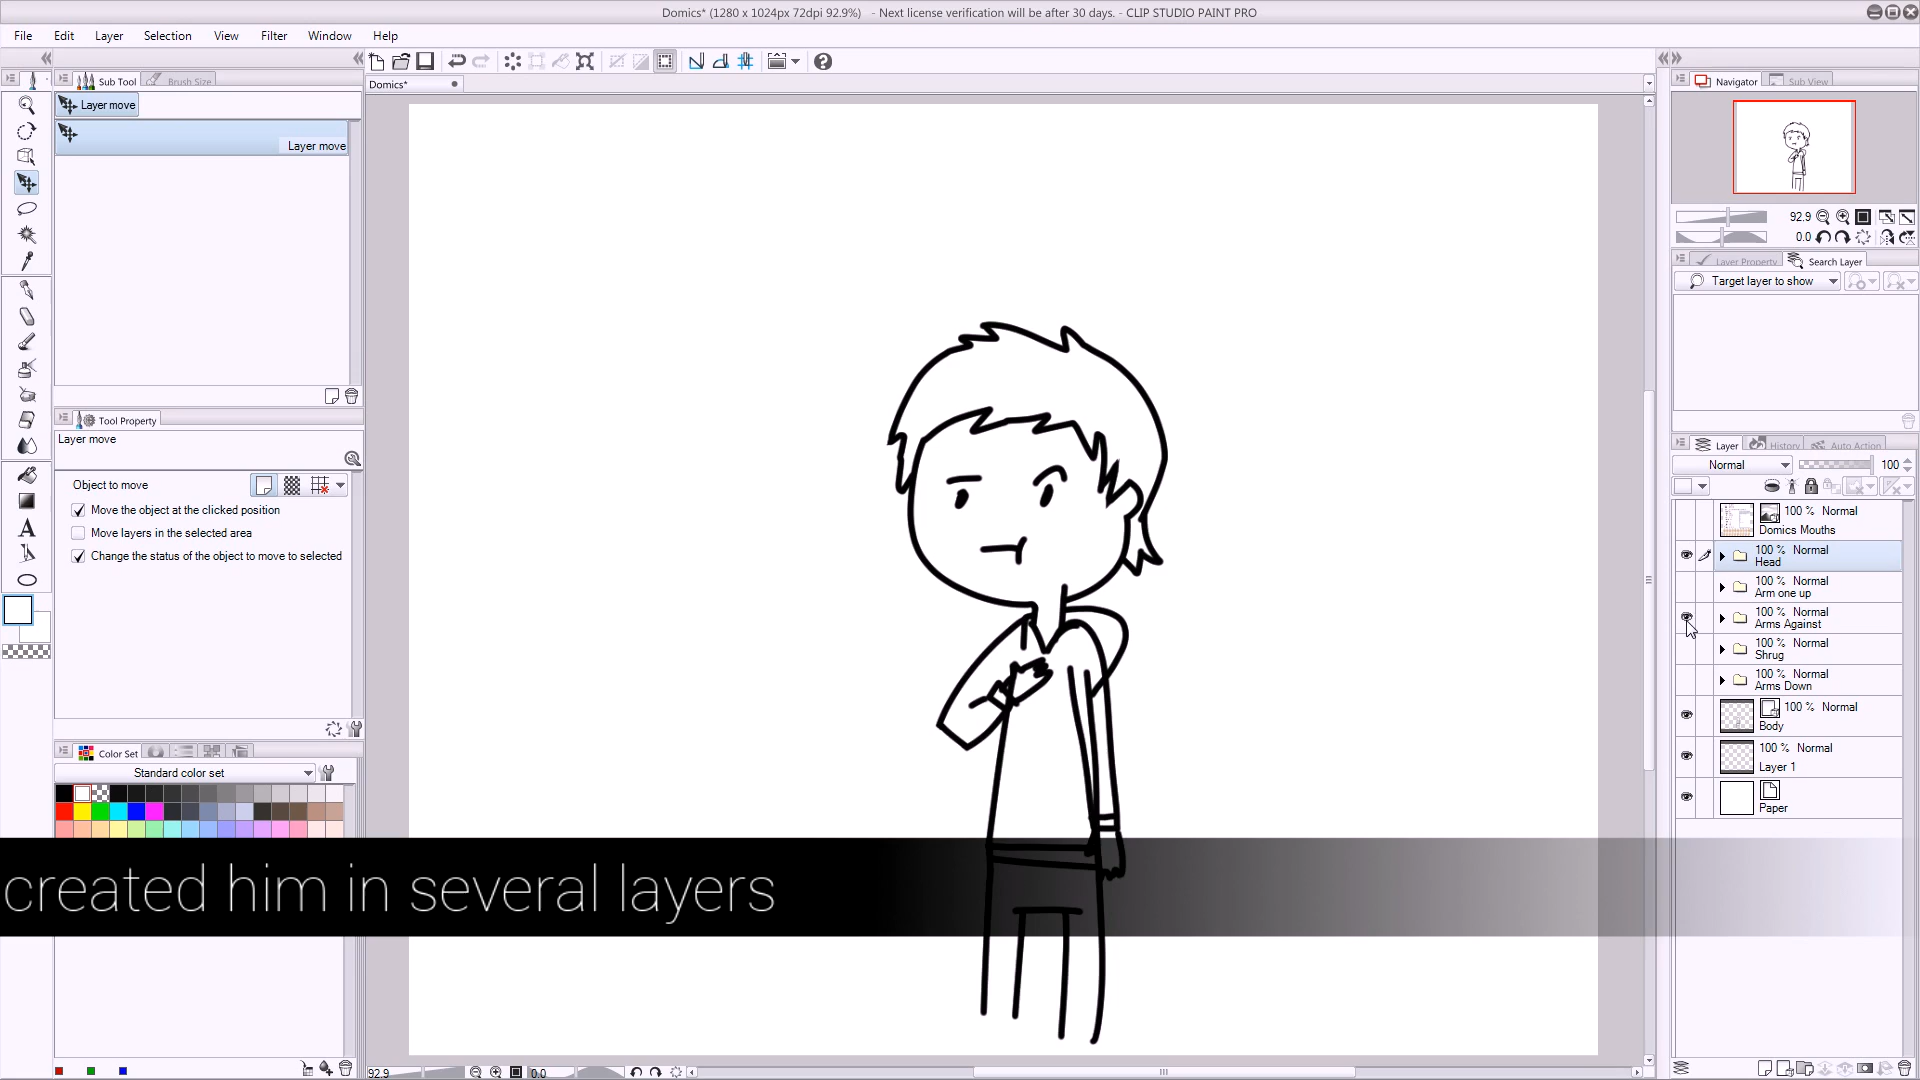 Domics* (1280 x 1024px 72dpi 92.9%) - Next license verification will be after 30 days. - CLIP STUDIO PAINT PRO
File Edit Layer Selection View Filter Window Help
Sub Tool Brush Size
Layer move
Layer move
Tool Property
Layer move
Object to move
Move the object at the clicked position
Move layers in the selected area
Change the status of the object to move to selected
Color Set
Standard color set
Domics*
92.9 0.0
Navigator Sub View
92.9
0.0
Layer Property Search Layer
Target layer to show
Layer History Auto Action
Normal 100
100 % Normal
Domics Mouths
100 % Normal
Head
100 % Normal
Arm one up
100 % Normal
Arms Against
100 % Normal
Shrug
100 % Normal
Arms Down
100 % Normal
Body
100 % Normal
Layer 1
Paper
created him in several layers